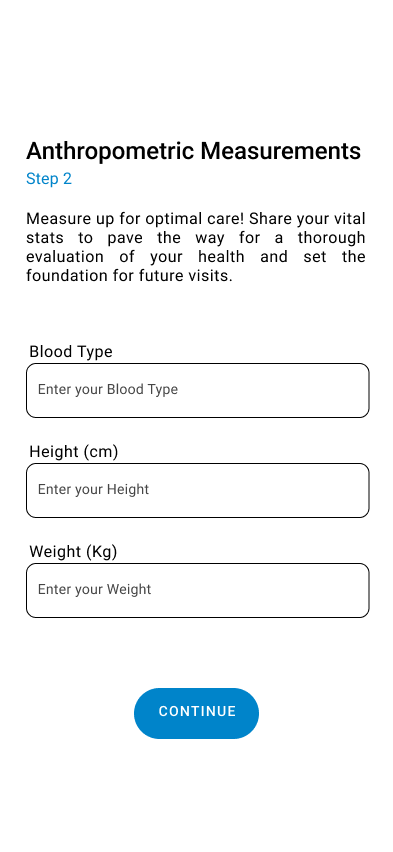 Anthropometric Measurements
Step 2
Measure up for optimal care! Share your vital
stats to pave the way for a thorough
evaluation of your health and set the
foundation for future visits.
Blood Type
Enter your Blood Type
Height (cm)
Enter your Height
Weight (Kg)
Enter your Weight
CONTINUE